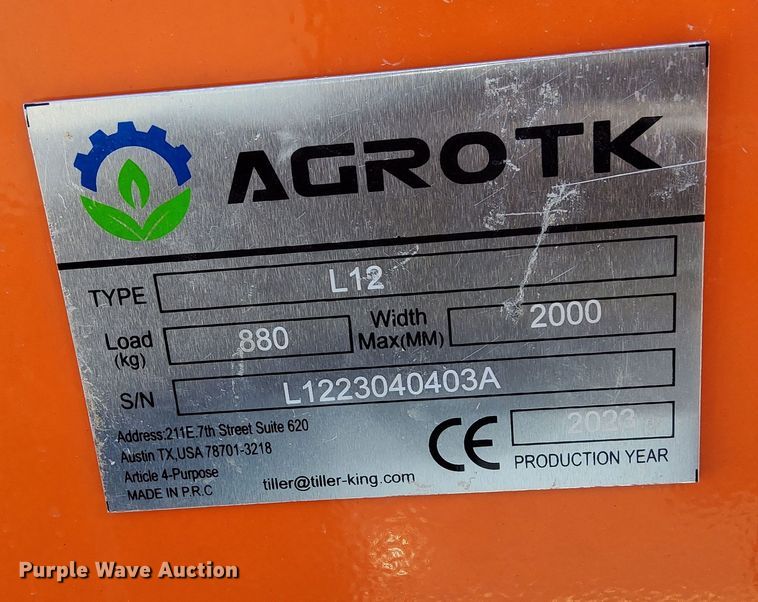 AGROTK
TYPE L12
Load (kg) 880 Width Max(MM) 2000
S/N L1223040403A
Address:211E.7th Street Suite 620
Austin TX,USA 78701-3218
Article 4-Purpose
MADE IN P.R.C
tiller@tiller-king.com
CE
2023
PRODUCTION YEAR
Purple Wave Auction